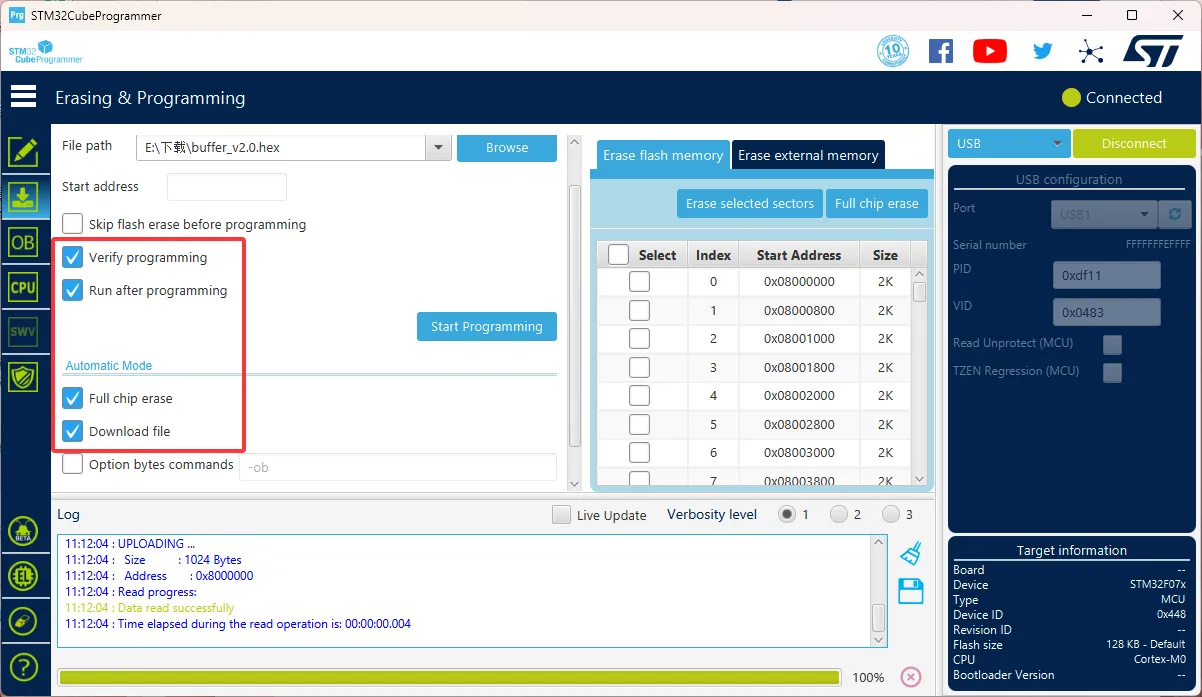 Prg STM32CubeProgrammer
STM32
CubeProgrammer
10 YEARS
ST
Erasing & Programming
Connected
File path
E:\下载\buffer_v2.0.hex
Browse
Start address
Skip flash erase before programming
Verify programming
Run after programming
Start Programming
Automatic Mode
Full chip erase
Download file
Option bytes commands
-ob
OB
CPU
SWV
BETA
EL
?
Erase flash memory
Erase external memory
Erase selected sectors
Full chip erase
Select Index Start Address Size
0 0x08000000 2K
1 0x08000800 2K
2 0x08001000 2K
3 0x08001800 2K
4 0x08002000 2K
5 0x08002800 2K
6 0x08003000 2K
7 0x08003800 2K
USB
Disconnect
USB configuration
Port USB1
Serial number FFFFFFFEFFFF
PID 0xdf11
VID 0x0483
Read Unprotect (MCU)
TZEN Regression (MCU)
Log
Live Update Verbosity level 1 2 3
11:12:04 : UPLOADING ...
11:12:04 : Size : 1024 Bytes
11:12:04 : Address : 0x8000000
11:12:04 : Read progress:
11:12:04 : Data read successfully
11:12:04 : Time elapsed during the read operation is: 00:00:00.004
100%
Target information
Board --
Device STM32F07x
Type MCU
Device ID 0x448
Revision ID --
Flash size 128 KB - Default
CPU Cortex-M0
Bootloader Version --